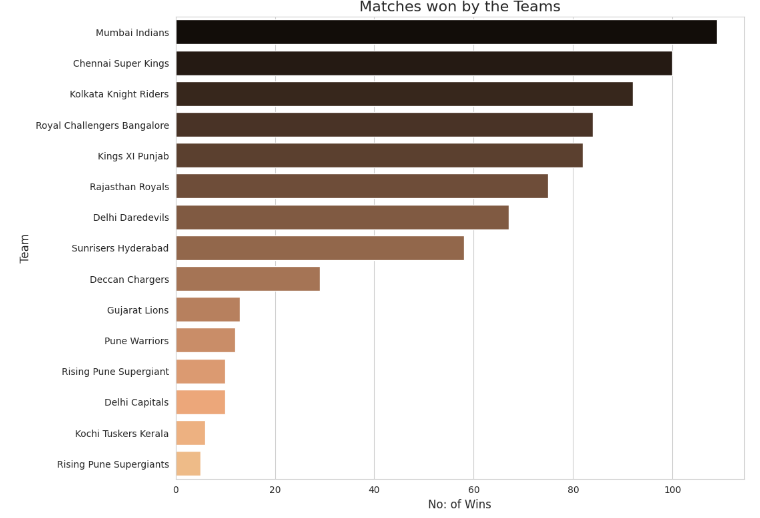 Matches won by the Teams
Mumbai Indians
Chennai Super Kings
Kolkata Knight Riders
Royal Challengers Bangalore
Kings XI Punjab
Rajasthan Royals
Delhi Daredevils
Sunrisers Hyderabad
Deccan Chargers
Gujarat Lions
Pune Warriors
Rising Pune Supergiant
Delhi Capitals
Kochi Tuskers Kerala
Rising Pune Supergiants
Team
0 20 40 60 80 100
No: of Wins